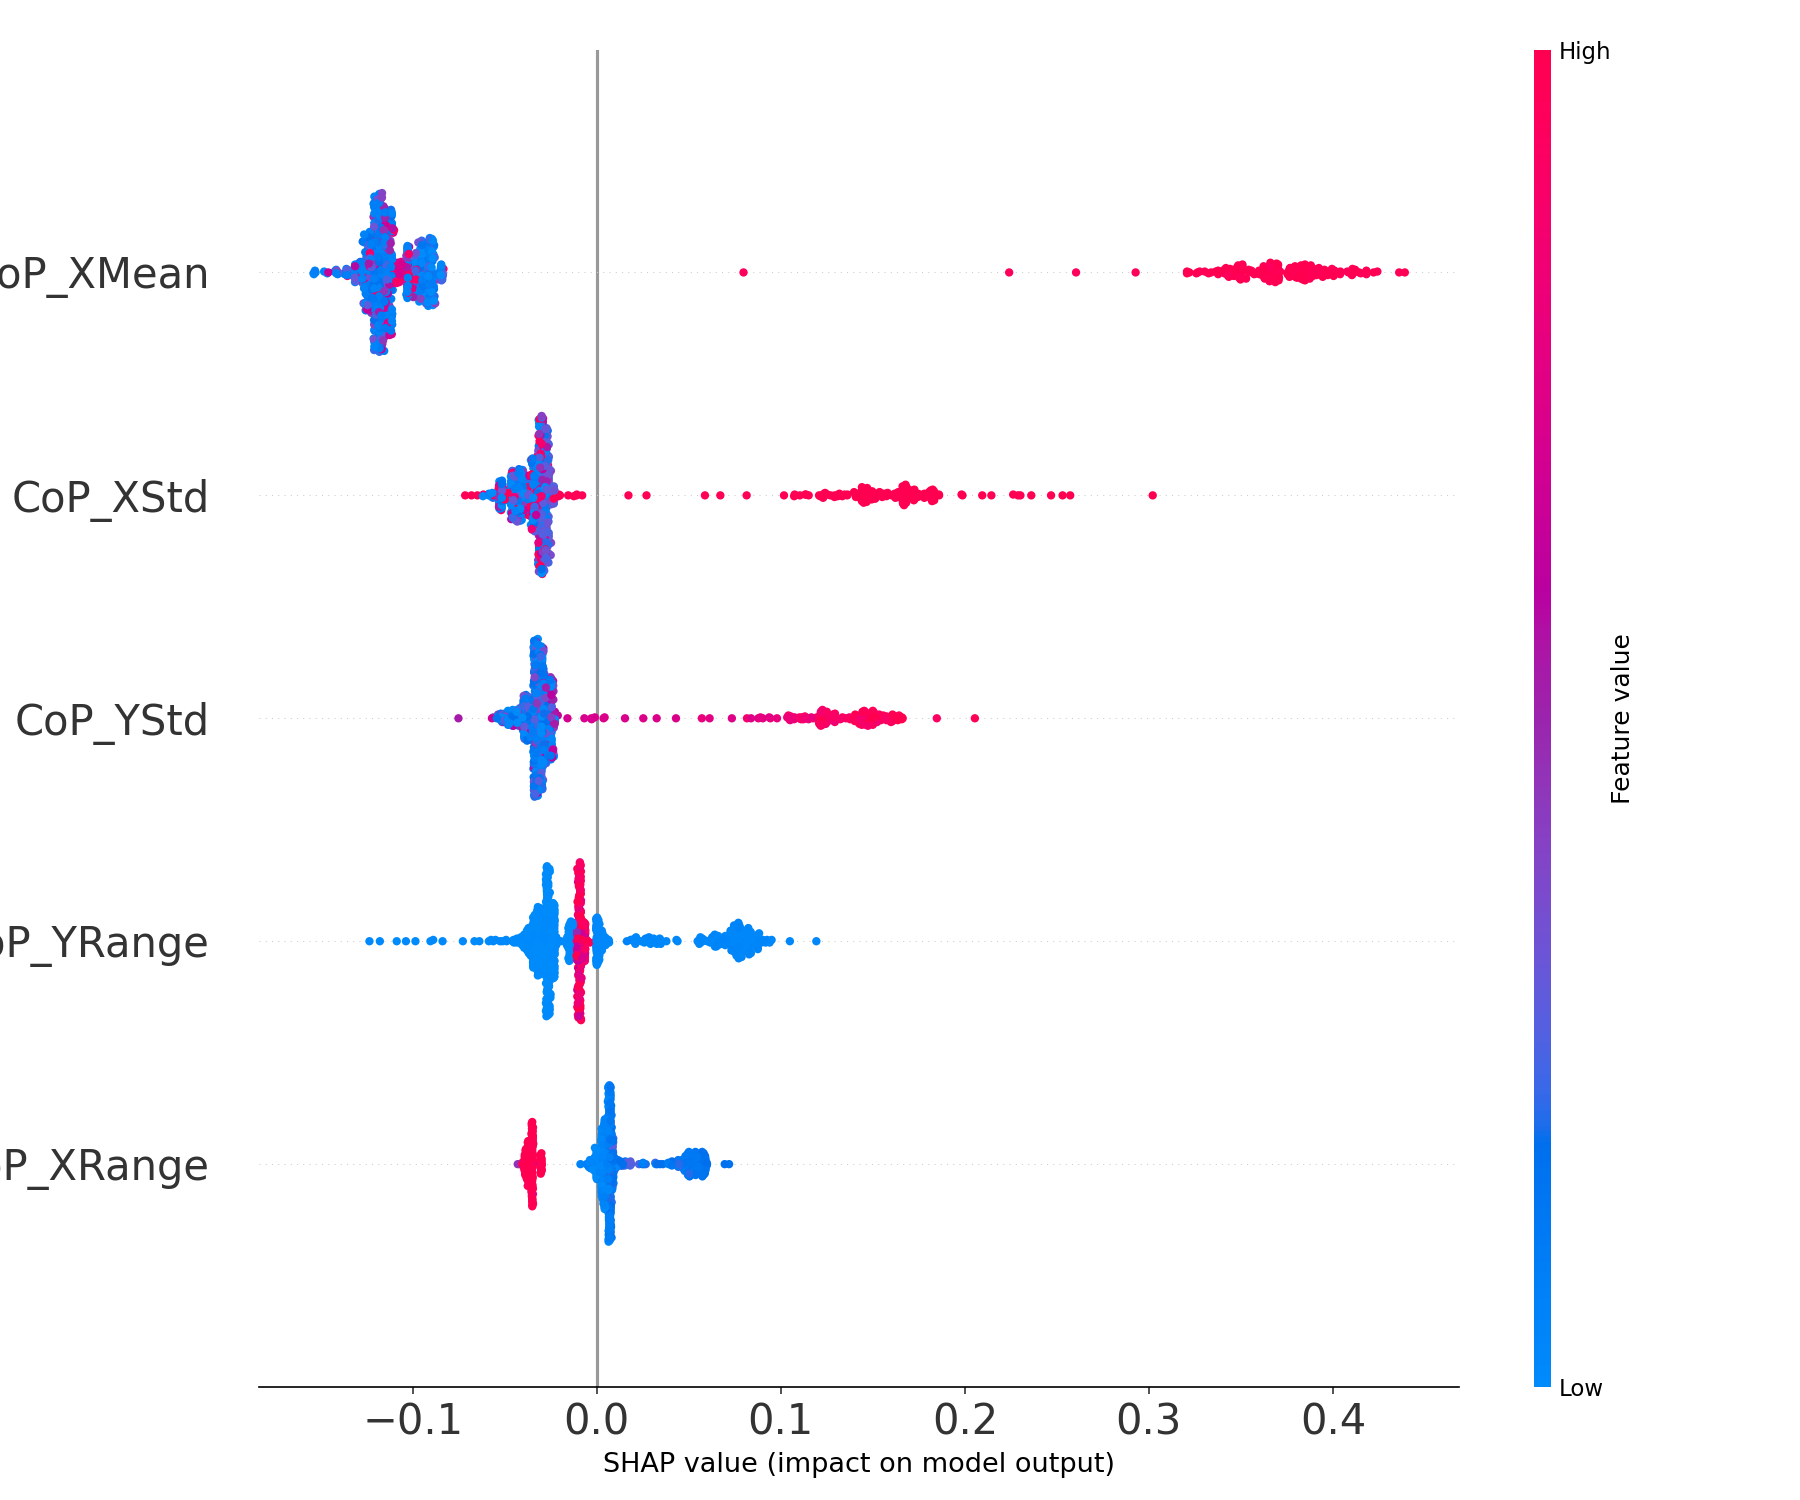 High
oP_XMean
CoP_XStd
CoP_YStd
oP_YRange
oP_XRange
Feature value
Low
−0.1 0.0 0.1 0.2 0.3 0.4
SHAP value (impact on model output)